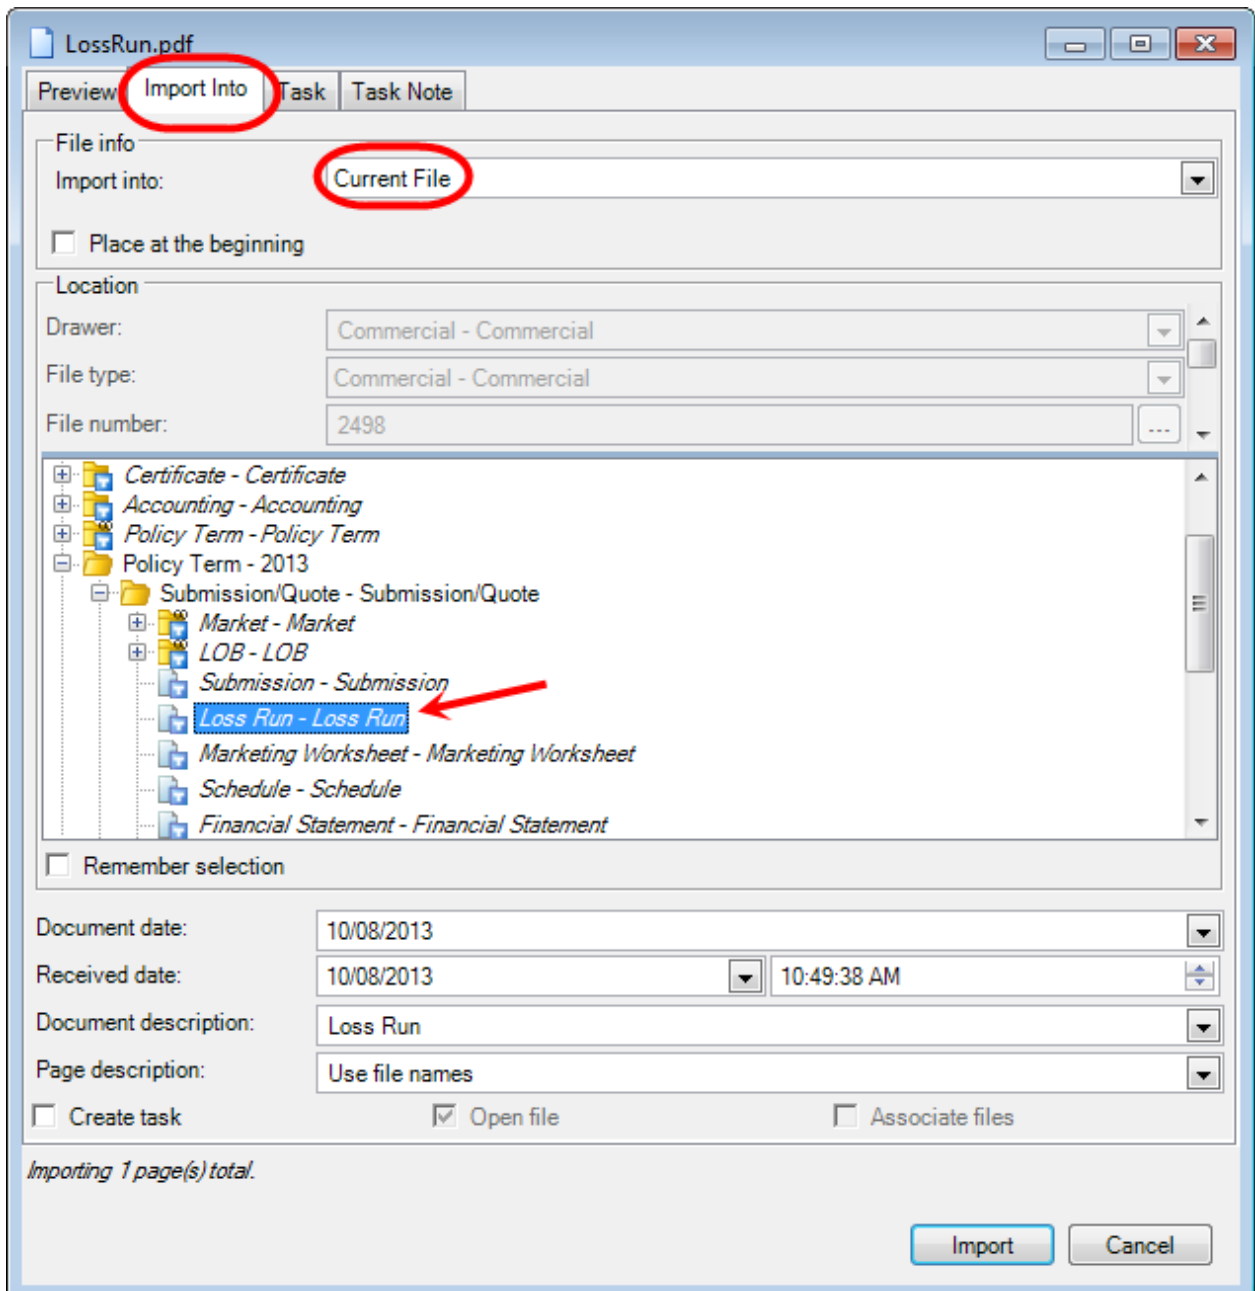 LossRun.pdf
Preview Import Into Task Task Note
File info
Import into: Current File
Place at the beginning
Location
Drawer: Commercial - Commercial
File type: Commercial - Commercial
File number: 2498 ...
Certificate - Certificate
Accounting - Accounting
Policy Term - Policy Term
Policy Term - 2013
Submission/Quote - Submission/Quote
Market - Market
LOB - LOB
Submission - Submission
Loss Run - Loss Run
Marketing Worksheet - Marketing Worksheet
Schedule - Schedule
Financial Statement - Financial Statement
Remember selection
Document date: 10/08/2013
Received date: 10/08/2013 10:49:38 AM
Document description: Loss Run
Page description: Use file names
Create task Open file Associate files
Importing 1 page(s) total.
Import Cancel